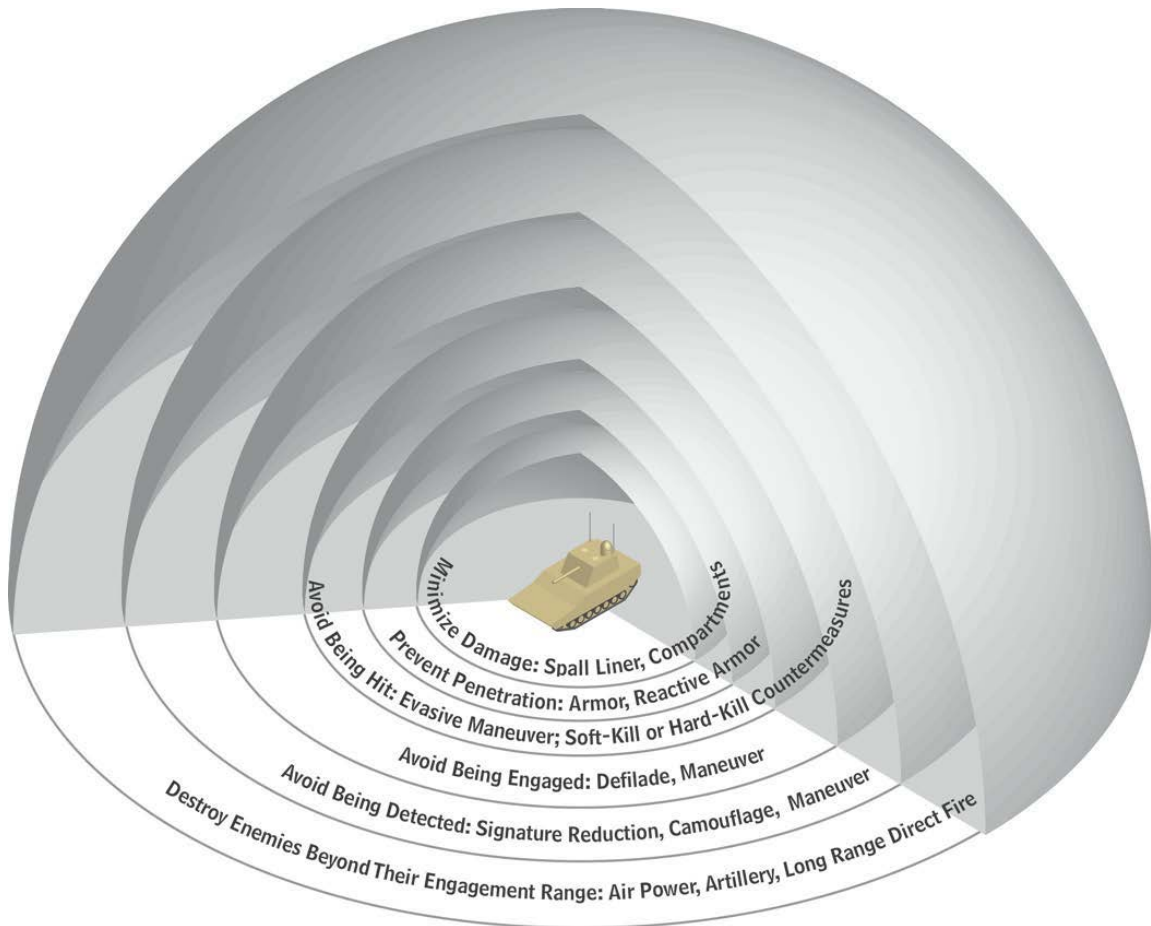 Minimize Damage: Spall Liner, Compartments
Prevent Penetration: Armor, Reactive Armor
Avoid Being Hit: Evasive Maneuver; Soft-Kill or Hard-Kill Countermeasures
Avoid Being Engaged: Defilade, Maneuver
Avoid Being Detected: Signature Reduction, Camouflage, Maneuver
Destroy Enemies Beyond Their Engagement Range: Air Power, Artillery, Long Range Direct Fire